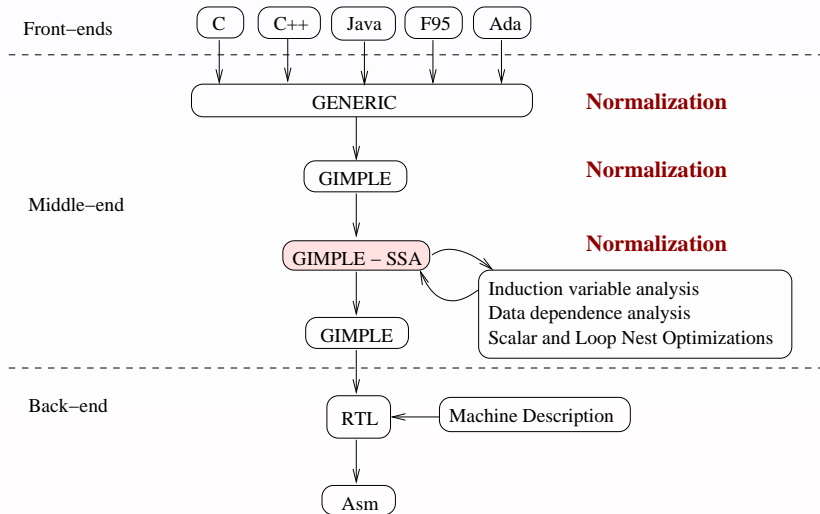 Front−ends
C
C++
Java
F95
Ada
GENERIC
Normalization
GIMPLE
Normalization
Middle−end
GIMPLE − SSA
Normalization
Induction variable analysis
Data dependence analysis
Scalar and Loop Nest Optimizations
GIMPLE
Back−end
RTL
Machine Description
Asm